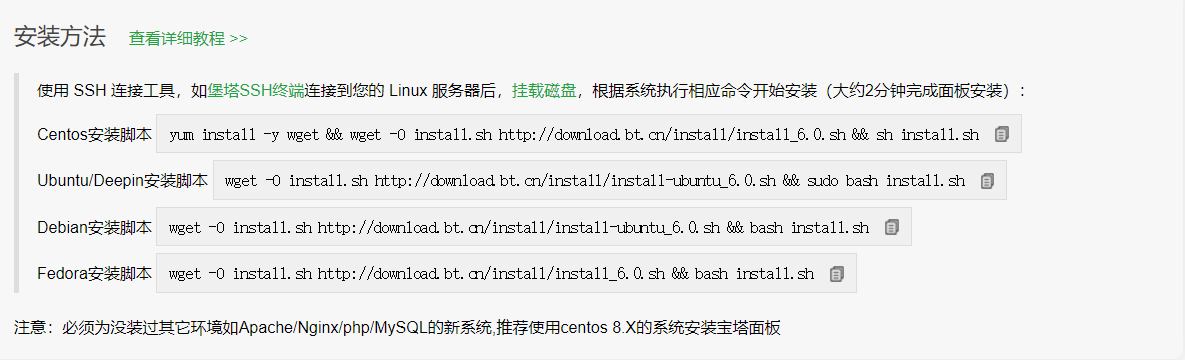 安装方法 查看详细教程 >>
使用 SSH 连接工具，如堡塔SSH终端连接到您的 Linux 服务器后，挂载磁盘，根据系统执行相应命令开始安装（大约2分钟完成面板安装）：
Centos安装脚本 yum install -y wget && wget -O install.sh http://download.bt.cn/install/install_6.0.sh && sh install.sh
Ubuntu/Deepin安装脚本 wget -O install.sh http://download.bt.cn/install/install-ubuntu_6.0.sh && sudo bash install.sh
Debian安装脚本 wget -O install.sh http://download.bt.cn/install/install-ubuntu_6.0.sh && bash install.sh
Fedora安装脚本 wget -O install.sh http://download.bt.cn/install/install_6.0.sh && bash install.sh
注意：必须为没装过其它环境如Apache/Nginx/php/MySQL的新系统,推荐使用centos 8.X的系统安装宝塔面板